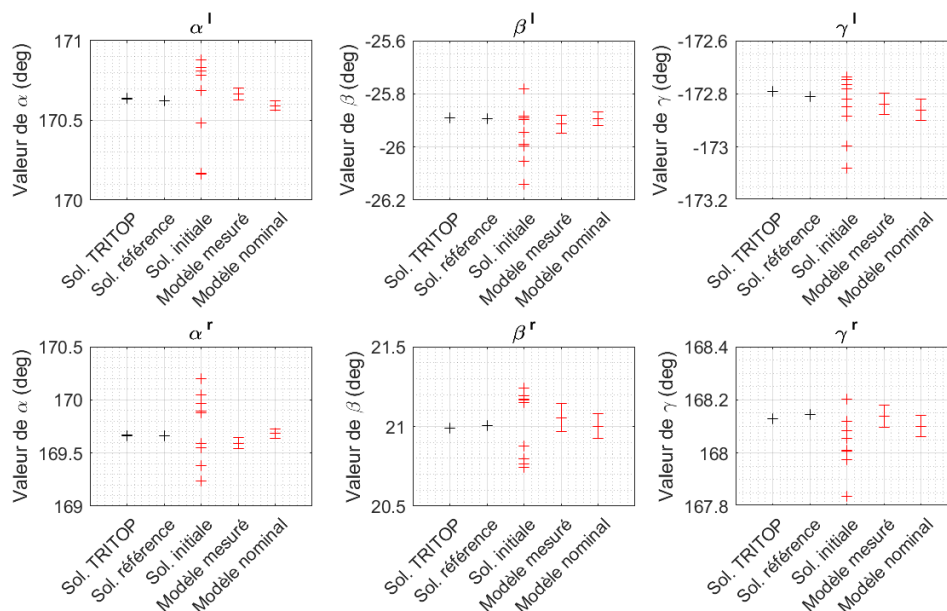 α l
β l
γ l
Valeur de α (deg)
171
170.5
170
Valeur de β (deg)
-25.6
-25.8
-26
-26.2
Valeur de γ (deg)
-172.6
-172.8
-173
-173.2
Sol. TRITOP
Sol. référence
Sol. initiale
Modèle mesuré
Modèle nominal
Sol. TRITOP
Sol. référence
Sol. initiale
Modèle mesuré
Modèle nominal
Sol. TRITOP
Sol. référence
Sol. initiale
Modèle mesuré
Modèle nominal
α r
β r
γ r
Valeur de α (deg)
170.5
170
169.5
169
Valeur de β (deg)
21.5
21
20.5
Valeur de γ (deg)
168.4
168.2
168
167.8
Sol. TRITOP
Sol. référence
Sol. initiale
Modèle mesuré
Modèle nominal
Sol. TRITOP
Sol. référence
Sol. initiale
Modèle mesuré
Modèle nominal
Sol. TRITOP
Sol. référence
Sol. initiale
Modèle mesuré
Modèle nominal